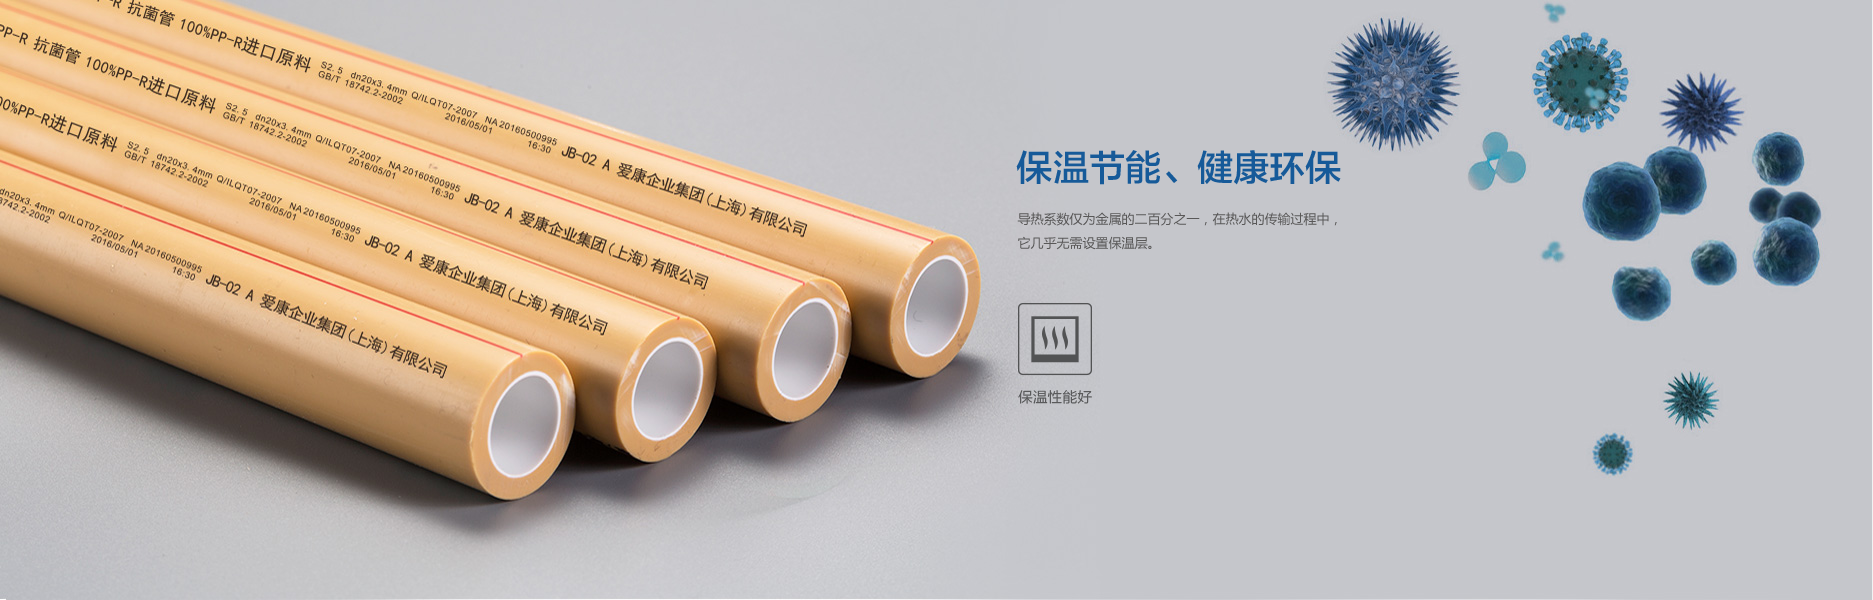 P-R 抗菌管 100%PP-R进口原料 S2.5 dn20x3.4mm Q/ILQT07-2007 NA20160500995 JB-02 A 爱康企业集团(上海)有限公司
GB/T 18742.2-2002 2016/05/01 16:30
P-R 抗菌管 100%PP-R进口原料 S2.5 dn20x3.4mm Q/ILQT07-2007 NA20160500995 JB-02 A 爱康企业集团(上海)有限公司
GB/T 18742.2-2002 2016/05/01 16:30
00%PP-R进口原料 S2.5 dn20x3.4mm Q/ILQT07-2007 NA20160500995 JB-02 A 爱康企业集团(上海)有限公司
GB/T 18742.2-2002 2016/05/01 16:30
dn20x3.4mm Q/ILQT07-2007 NA20160500995 JB-02 A 爱康企业集团(上海)有限公司
8742.2-2002 2016/05/01 16:30
保温节能、健康环保
导热系数仅为金属的二百分之一，在热水的传输过程中，
它几乎无需设置保温层。
保温性能好